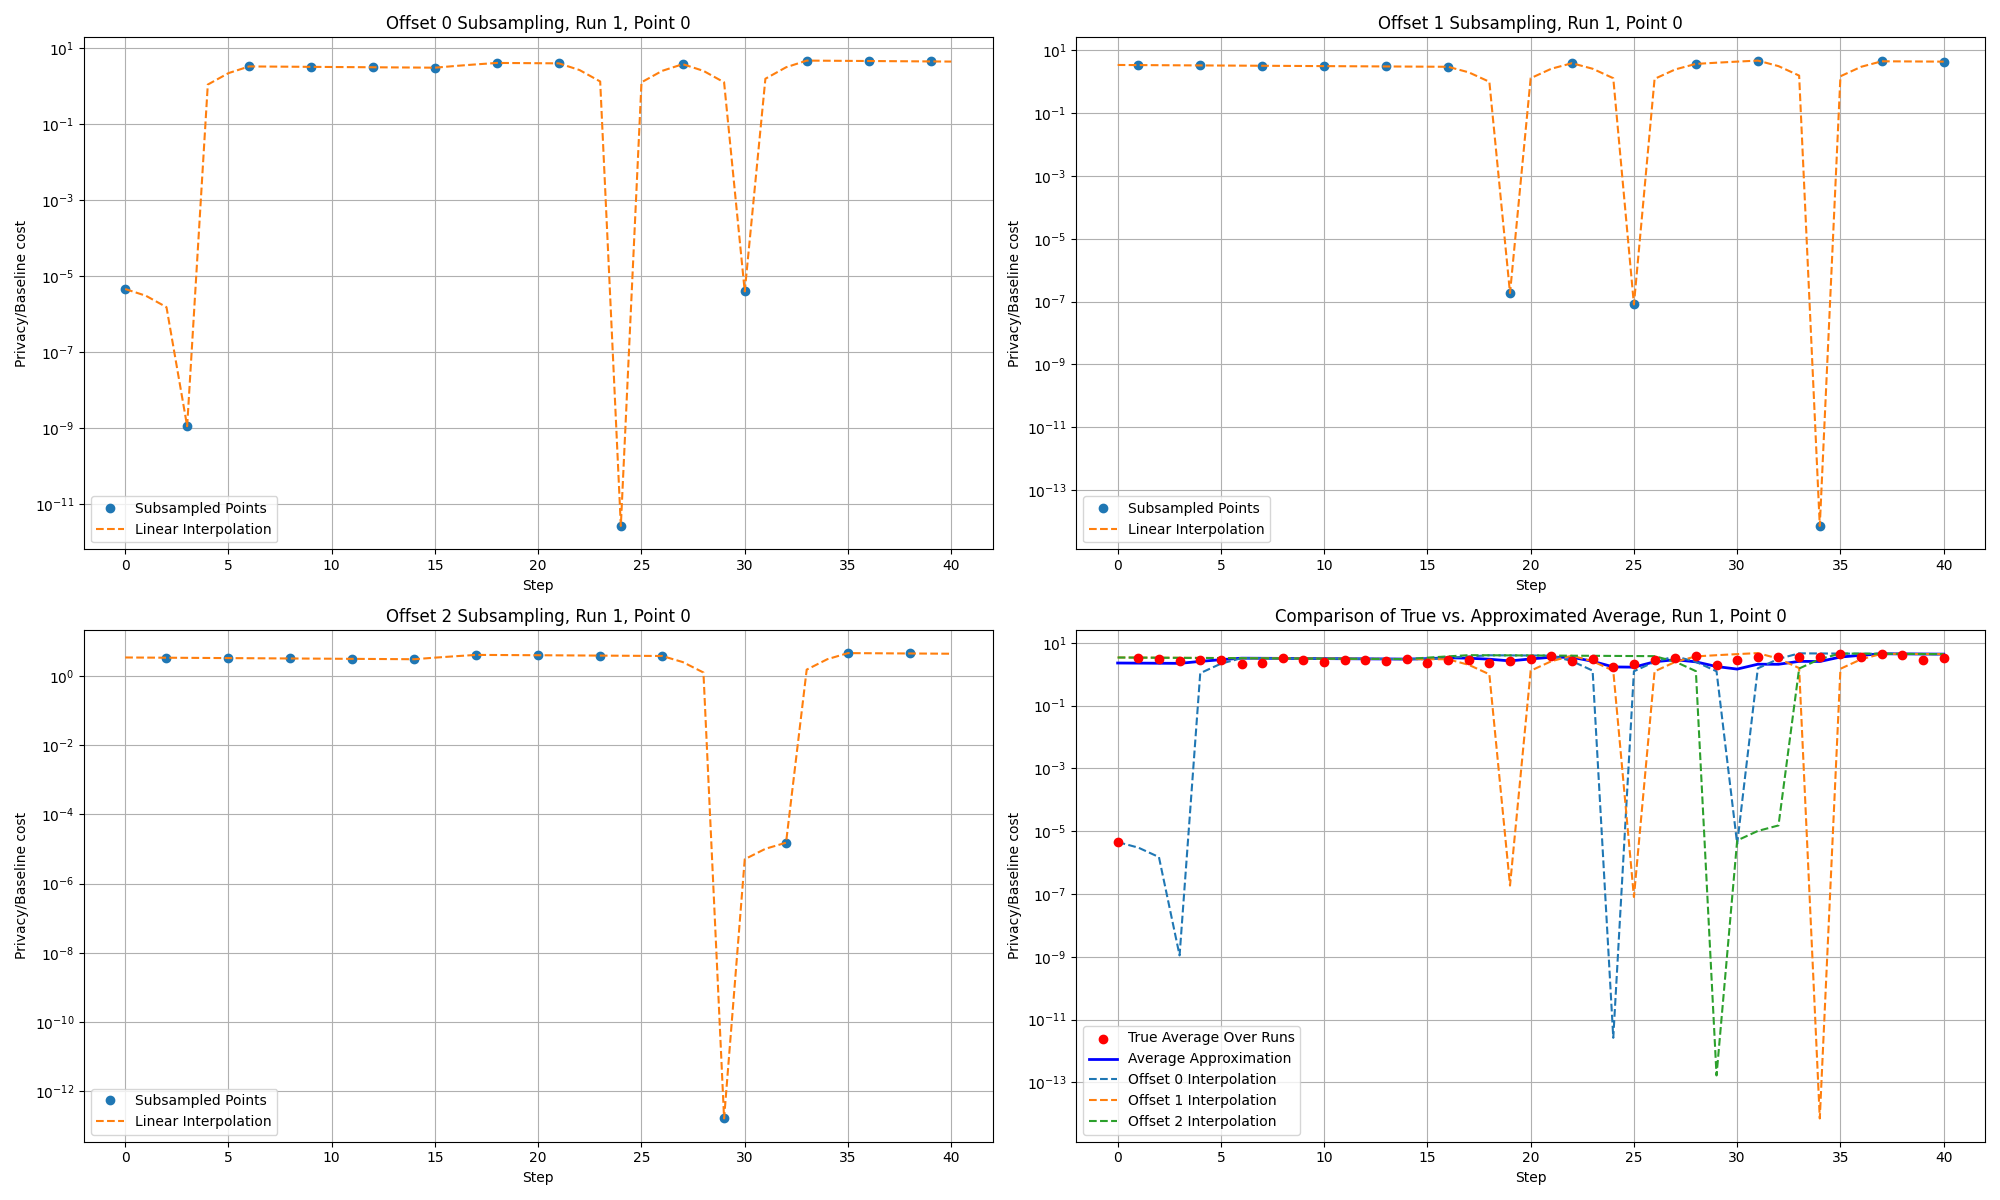 Offset 0 Subsampling, Run 1, Point 0
Privacy/Baseline cost
10^1
10^-1
10^-3
10^-5
10^-7
10^-9
10^-11
Subsampled Points
Linear Interpolation
0 5 10 15 20 25 30 35 40
Step
Offset 1 Subsampling, Run 1, Point 0
Privacy/Baseline cost
10^1
10^-1
10^-3
10^-5
10^-7
10^-9
10^-11
10^-13
Subsampled Points
Linear Interpolation
0 5 10 15 20 25 30 35 40
Step
Offset 2 Subsampling, Run 1, Point 0
Privacy/Baseline cost
10^0
10^-2
10^-4
10^-6
10^-8
10^-10
10^-12
Subsampled Points
Linear Interpolation
0 5 10 15 20 25 30 35 40
Step
Comparison of True vs. Approximated Average, Run 1, Point 0
Privacy/Baseline cost
10^1
10^-1
10^-3
10^-5
10^-7
10^-9
10^-11
10^-13
True Average Over Runs
Average Approximation
Offset 0 Interpolation
Offset 1 Interpolation
Offset 2 Interpolation
0 5 10 15 20 25 30 35 40
Step